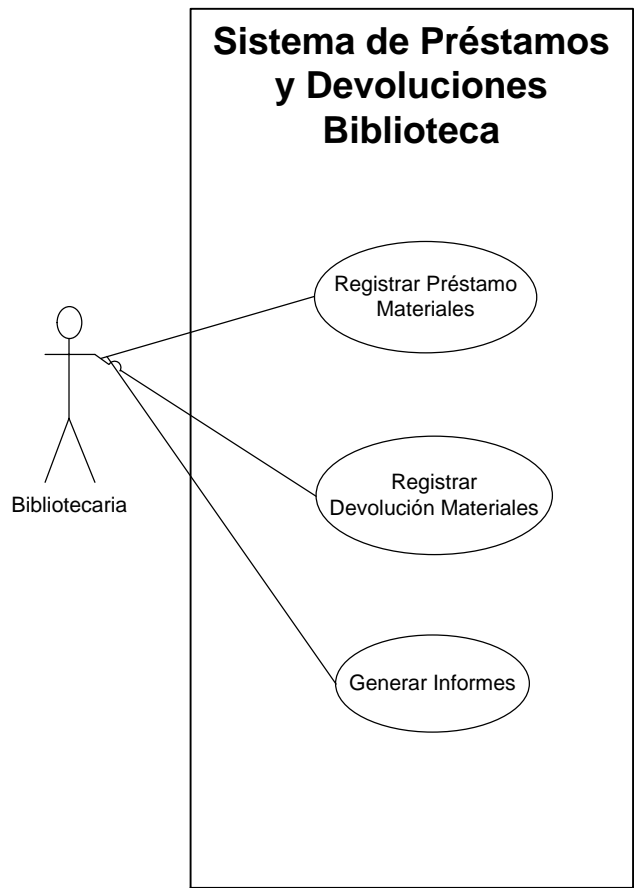 Sistema de Préstamos
y Devoluciones
Biblioteca
Registrar Préstamo
Materiales
Bibliotecaria
Registrar
Devolución Materiales
Generar Informes